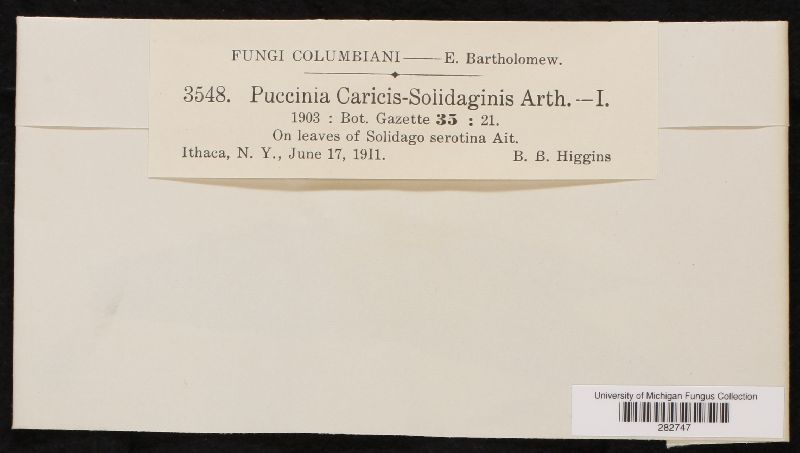 FUNGI COLUMBIANI—E. Bartholomew.
3548. Puccinia Caricis-Solidaginis Arth.—I.
1903 : Bot. Gazette 35 : 21.
On leaves of Solidago serotina Ait.
Ithaca, N. Y., June 17, 1911. B. B. Higgins
University of Michigan Fungus Collection
282747